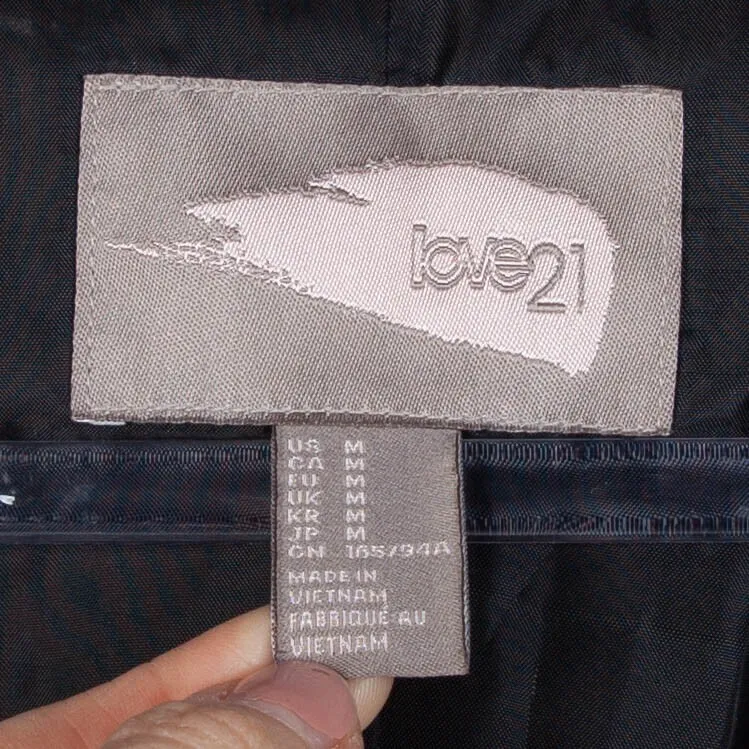 love21
US M
CA M
EU M
UK M
KR M
JP M
CN 165/94A
MADE IN
VIETNAM
FABRIQUÉ AU
VIETNAM